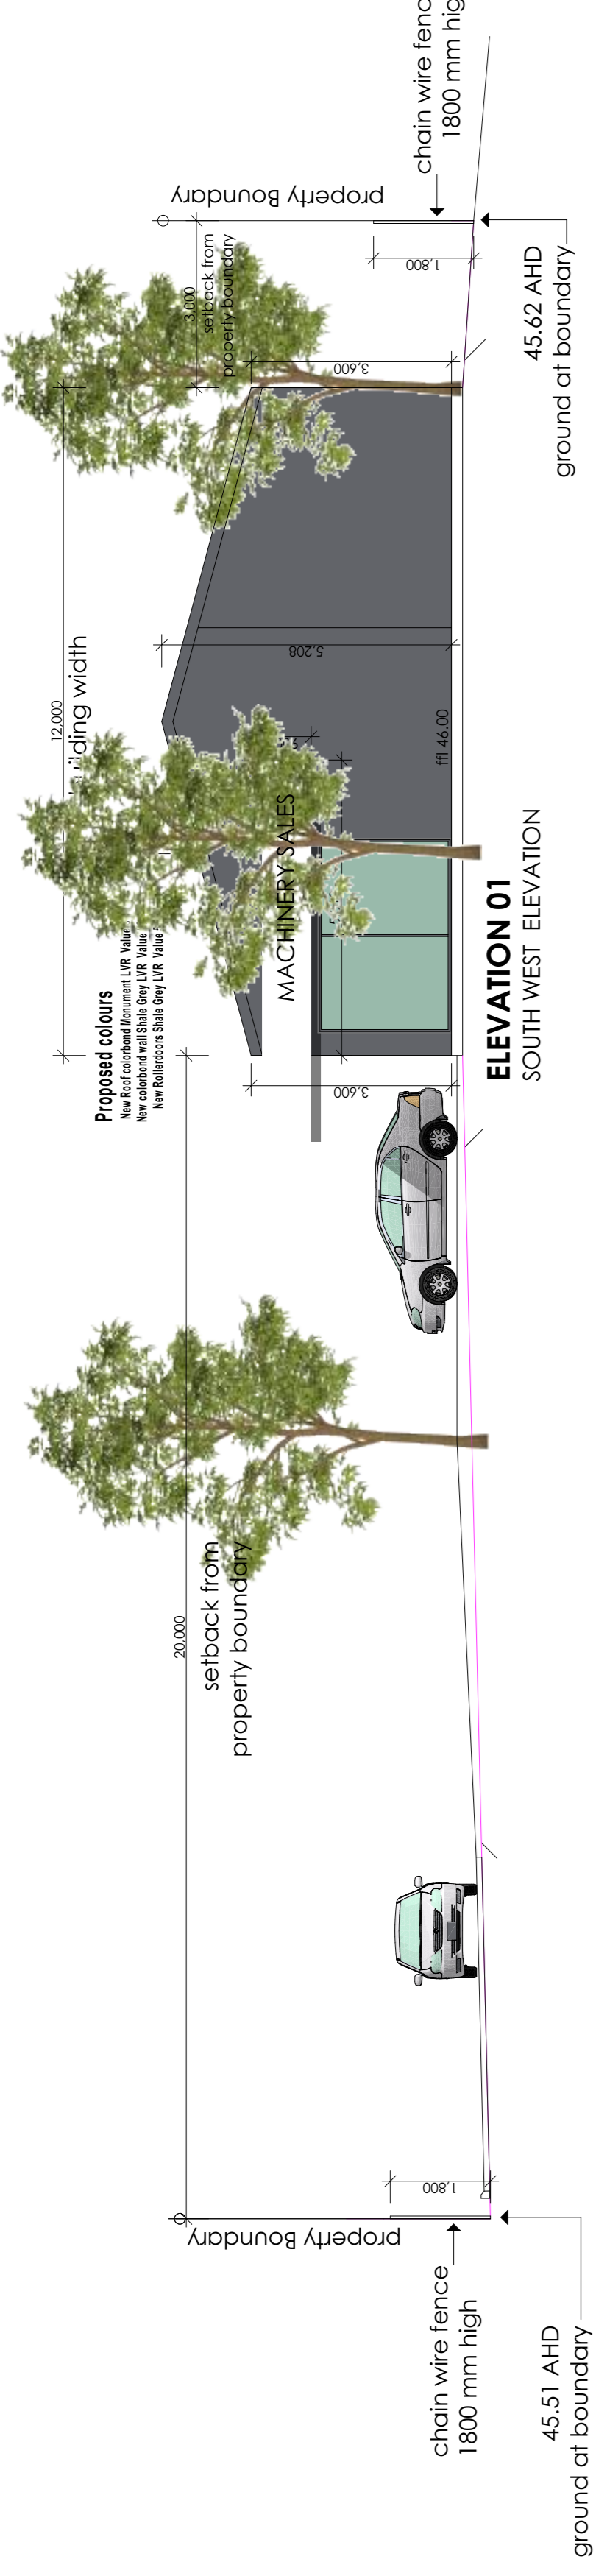 chain wire fence
1800 mm high
45.51 AHD
ground at boundary
property Boundary
1,800
20,000
setback from
property boundary
Proposed colours
New Roof colorbond Monument LVR Value
New colorbond wall Shale Grey LVR Value
New Rollerdoors Shale Grey LVR Value
3,600
MACHINERY SALES
ELEVATION 01
SOUTH WEST ELEVATION
12,000
width
ffl 46.00
5,208
3,600
3,000
setback from
property boundary
property Boundary
1,800
chain wire fenc
1800 mm hig
45.62 AHD
ground at boundary